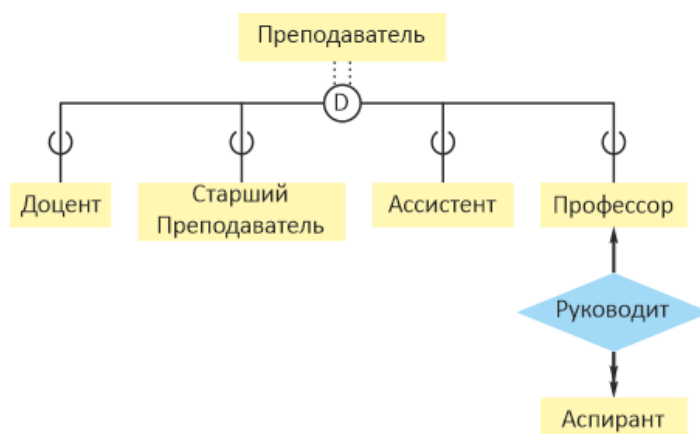 Преподаватель
D
Доцент
Старший
Преподаватель
Ассистент
Профессор
Руководит
Аспирант